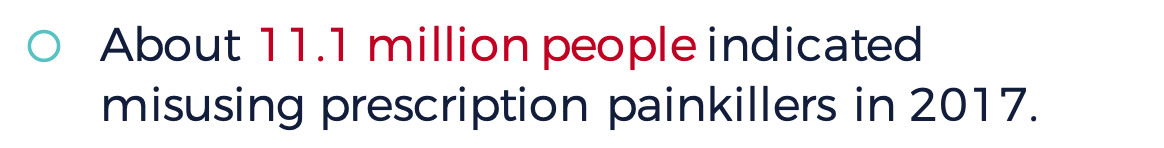 About 11.1 million people indicated
misusing prescription painkillers in 2017.